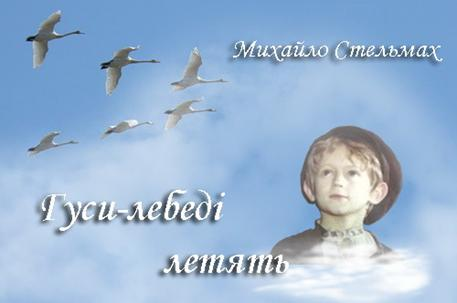 Михайло Стельмах
Гуси-лебеді
летять